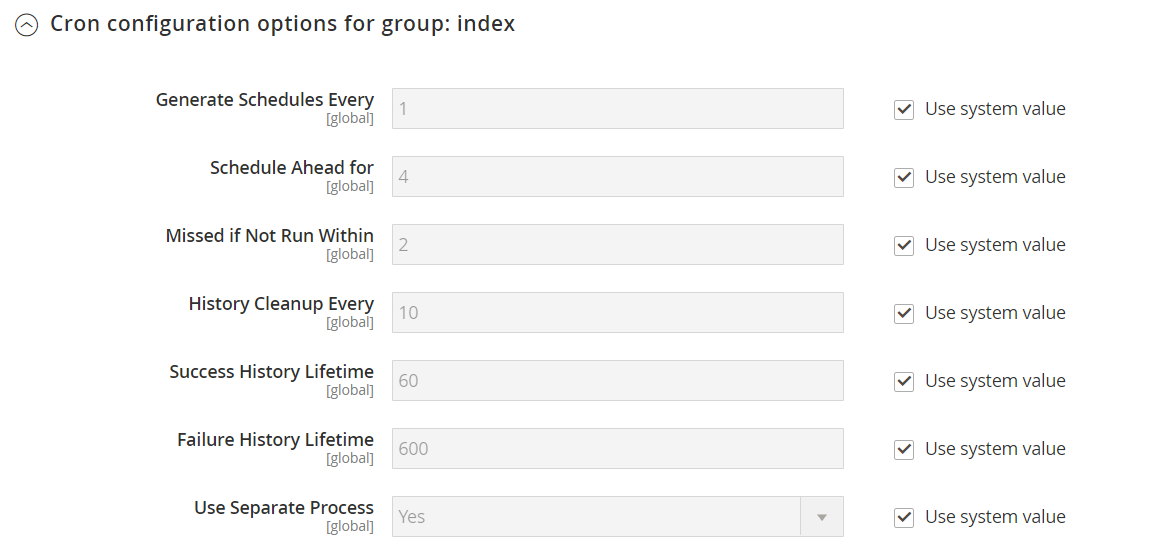 Cron configuration options for group: index
Generate Schedules Every
[global]
1
Use system value
Schedule Ahead for
[global]
4
Use system value
Missed if Not Run Within
[global]
2
Use system value
History Cleanup Every
[global]
10
Use system value
Success History Lifetime
[global]
60
Use system value
Failure History Lifetime
[global]
600
Use system value
Use Separate Process
[global]
Yes
Use system value